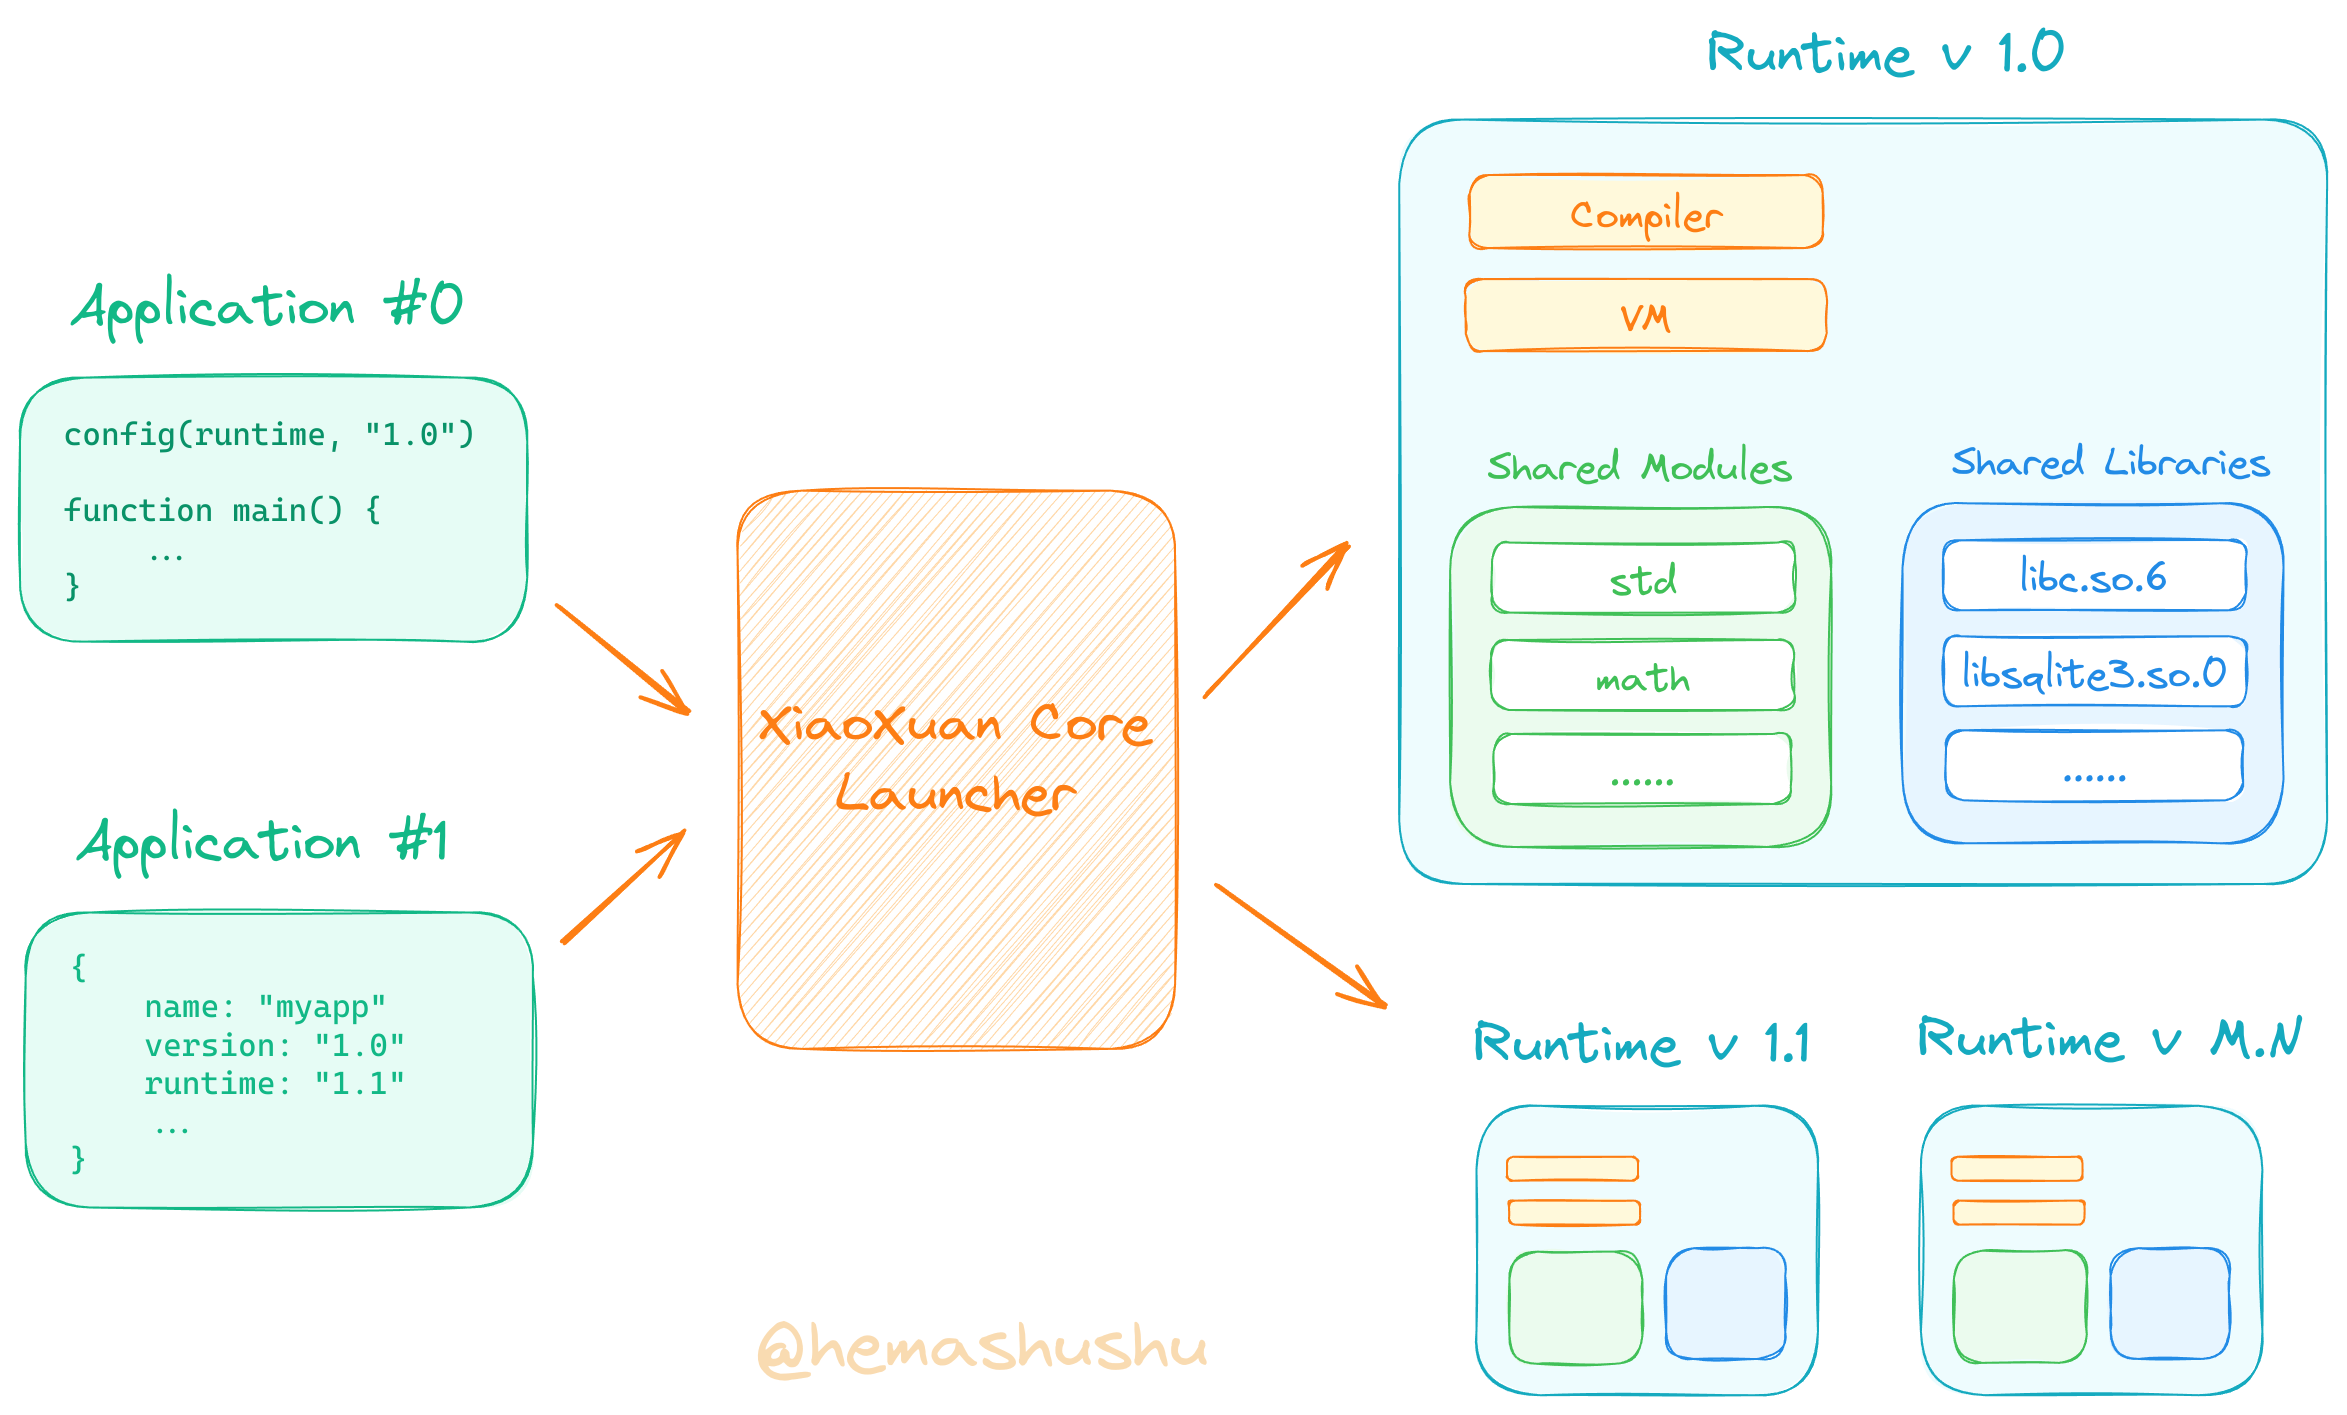 Application #0
config(runtime, "1.0")
function main() {
...
}
Application #1
{
name: "myapp"
version: "1.0"
runtime: "1.1"
...
}
XiaoXuan Core
Launcher
Runtime v 1.0
Compiler
VM
Shared Modules
std
math
......
Shared Libraries
libc.so.6
libsqlite3.so.0
......
Runtime v 1.1
Runtime v M.N
@hemashushu